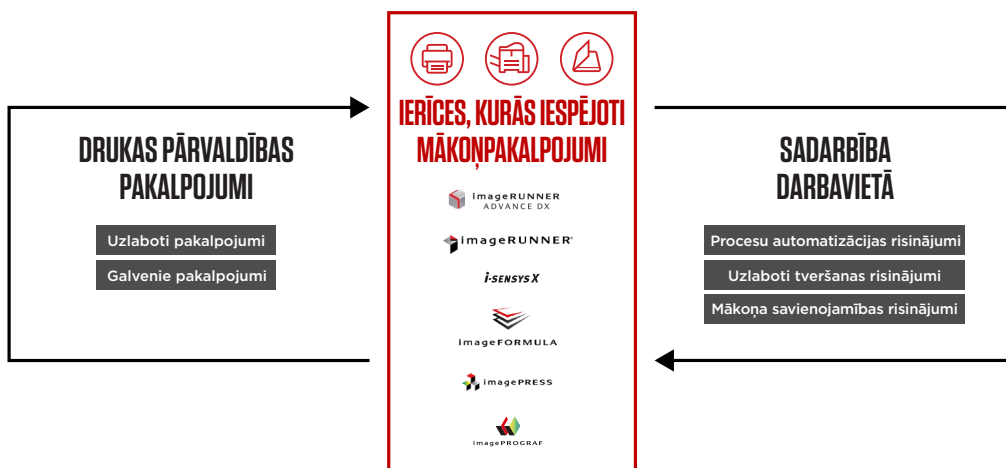 DRUKAS PĀRVALDĪBAS
PAKALPOJUMI
Uzlaboti pakalpojumi
Galvenie pakalpojumi
IERĪCES, KURĀS IESPĒJOTI
MĀKOŅPAKALPOJUMI
imageRUNNER
ADVANCE DX
imageRUNNER®
i-SENSYS X
imageFORMULA
imagePRESS
imagePROGRAF
SADARBĪBA
DARBAVIETĀ
Procesu automatizācijas risinājumi
Uzlaboti tveršanas risinājumi
Mākoņa savienojamības risinājumi